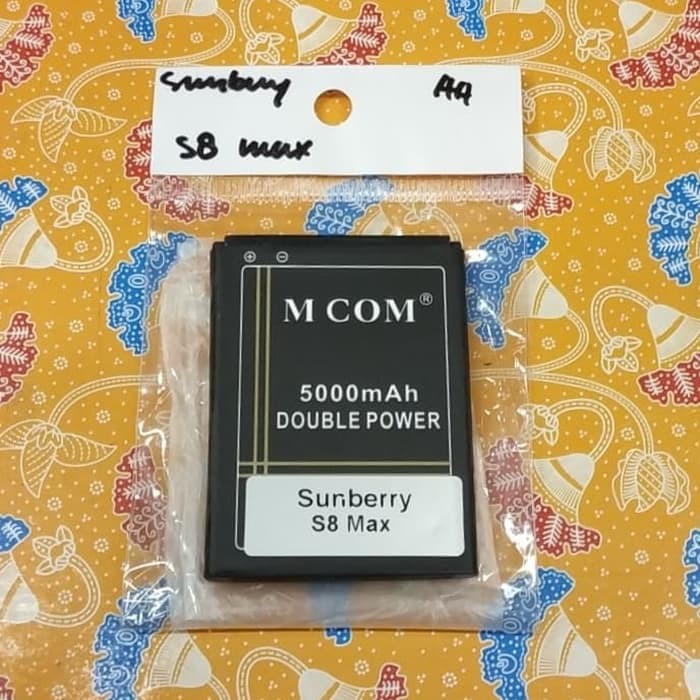 Sunbery AA
S8 max
M COM®
5000mAh
DOUBLE POWER
Sunberry
S8 Max